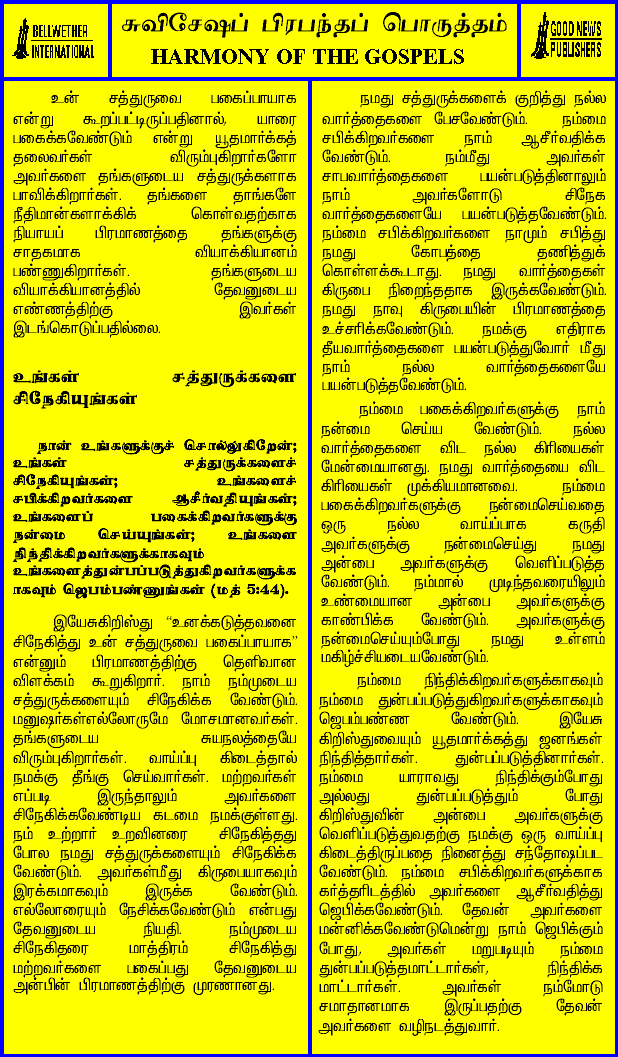 BELLWETHER
INTERNATIONAL
சுவிசேஷப் பிரபந்தப் பொருத்தம்
HARMONY OF THE GOSPELS
GOOD NEWS
PUBLISHERS
உன் சத்துருவை பகைப்பாயாக
என்று கூறப்பட்டிருப்பதினால், யாரை
பகைக்கவேண்டும் என்று யூதமார்க்கத்
தலைவர்கள் விரும்புகிறார்களோ
அவர்களை தங்களுடைய சத்துருக்களாக
பாவிக்கிறார்கள். தங்களை தாங்களே
நீதிமான்களாக்கிக் கொள்வதற்காக
நியாயப் பிரமாணத்தை தங்களுக்கு
சாதகமாக வியாக்கியானம்
பண்ணுகிறார்கள். தங்களுடைய
வியாக்கியானத்தில் தேவனுடைய
எண்ணத்திற்கு இவர்கள்
இடங்கொடுப்பதில்லை.
உங்கள் சத்துருக்களை
சிநேகியுங்கள்
நான் உங்களுக்குச் சொல்லுகிறேன்;
உங்கள் சத்துருக்களைச்
சிநேகியுங்கள்; உங்களைச்
சபிக்கிறவர்களை ஆசீர்வதியுங்கள்;
உங்களைப் பகைக்கிறவர்களுக்கு
நன்மை செய்யுங்கள்; உங்களை
நிந்திக்கிறவர்களுக்காகவும்
உங்களைத்துன்பப்படுத்துகிறவர்களுக்க
ாகவும் ஜெபம்பண்ணுங்கள் (மத் 5:44).
இயேசுகிறிஸ்து “உனக்கடுத்தவனை
சிநேகித்து உன் சத்துருவை பகைப்பாயாக”
என்னும் பிரமாணத்திற்கு தெளிவான
விளக்கம் கூறுகிறார். நாம் நம்முடைய
சத்துருக்களையும் சிநேகிக்க வேண்டும்.
மனுஷர்கள்எல்லோருமே மோசமானவர்கள்.
தங்களுடைய சுயநலத்தையே
விரும்புகிறார்கள். வாய்ப்பு கிடைத்தால்
நமக்கு தீங்கு செய்வார்கள். மற்றவர்கள்
எப்படி இருந்தாலும் அவர்களை
சிநேகிக்கவேண்டிய கடமை நமக்குள்ளது.
நம் உற்றார் உறவினரை சிநேகித்தது
போல நமது சத்துருக்களையும் சிநேகிக்க
வேண்டும். அவர்கள்மீது கிருபையாகவும்
இரக்கமாகவும் இருக்க வேண்டும்.
எல்லோரையும் நேசிக்கவேண்டும் என்பது
தேவனுடைய நியதி. நம்முடைய
சிநேகிதரை மாத்திரம் சிநேகித்து
மற்றவர்களை பகைப்பது தேவனுடைய
அன்பின் பிரமாணத்திற்கு முரணானது.
நமது சத்துருக்களைக் குறித்து நல்ல
வார்த்தைகளை பேசவேண்டும். நம்மை
சபிக்கிறவர்களை நாம் ஆசீர்வதிக்க
வேண்டும். நம்மீது அவர்கள்
சாபவார்த்தைகளை பயன்படுத்தினாலும்
நாம் அவர்களோடு சிநேக
வார்த்தைகளையே பயன்படுத்தவேண்டும்.
நம்மை சபிக்கிறவர்களை நாமும் சபித்து
நமது கோபத்தை தணித்துக்
கொள்ளக்கூடாது. நமது வார்த்தைகள்
கிருபை நிறைந்ததாக இருக்கவேண்டும்.
நமது நாவு கிருபையின் பிரமாணத்தை
உச்சரிக்கவேண்டும். நமக்கு எதிராக
தீயவார்த்தைகளை பயன்படுத்துவோர் மீது
நாம் நல்ல வார்த்தைகளையே
பயன்படுத்தவேண்டும்.
நம்மை பகைக்கிறவர்களுக்கு நாம்
நன்மை செய்ய வேண்டும். நல்ல
வார்த்தைகளை விட நல்ல கிரியைகள்
மேன்மையானது. நமது வார்த்தையை விட
கிரியைகள் முக்கியமானவை. நம்மை
பகைக்கிறவர்களுக்கு நன்மைசெய்வதை
ஒரு நல்ல வாய்ப்பாக கருதி
அவர்களுக்கு நன்மைசெய்து நமது
அன்பை அவர்களுக்கு வெளிப்படுத்த
வேண்டும். நம்மால் முடிந்தவரையிலும்
உண்மையான அன்பை அவர்களுக்கு
காண்பிக்க வேண்டும். அவர்களுக்கு
நன்மைசெய்யும்போது நமது உள்ளம்
மகிழ்ச்சியடையவேண்டும்.
நம்மை நிந்திக்கிறவர்களுக்காகவும்
நம்மை துன்பப்படுத்துகிறவர்களுக்காகவும்
ஜெபம்பண்ண வேண்டும். இயேசு
கிறிஸ்துவையும் யூதமார்க்கத்து ஜனங்கள்
நிந்தித்தார்கள். துன்பப்படுத்தினார்கள்.
நம்மை யாராவது நிந்திக்கும்போது
அல்லது துன்பப்படுத்தும் போது
கிறிஸ்துவின் அன்பை அவர்களுக்கு
வெளிப்படுத்துவதற்கு நமக்கு ஒரு வாய்ப்பு
கிடைத்திருப்பதை நினைத்து சந்தோஷப்பட
வேண்டும். நம்மை சபிக்கிறவர்களுக்காக
கர்த்தரிடத்தில் அவர்களை ஆசீர்வதித்து
ஜெபிக்கவேண்டும். தேவன் அவர்களை
மன்னிக்கவேண்டுமென்று நாம் ஜெபிக்கும்
போது, அவர்கள் மறுபடியும் நம்மை
துன்பப்படுத்தமாட்டார்கள், நிந்திக்க
மாட்டார்கள். அவர்கள் நம்மோடு
சமாதானமாக இருப்பதற்கு தேவன்
அவர்களை வழிநடத்துவார்.